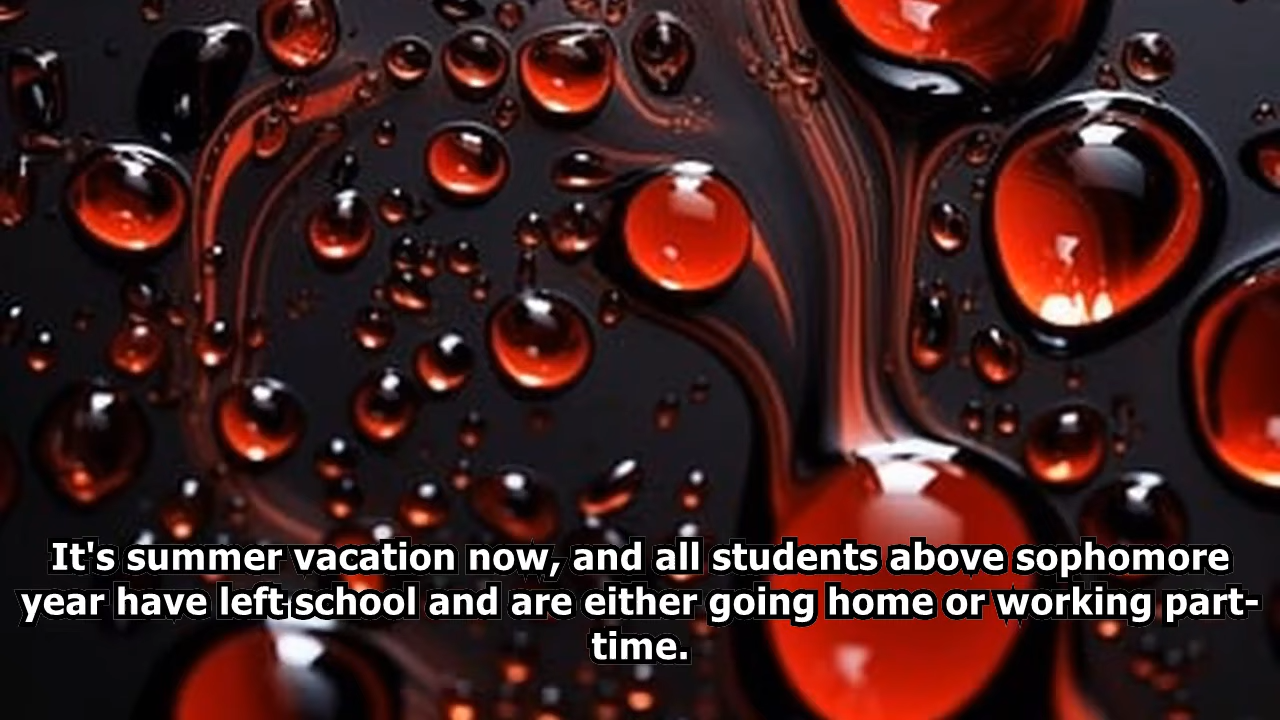 It's summer vacation now, and all students above sophomore
year have left school and are either going home or working part-
time.